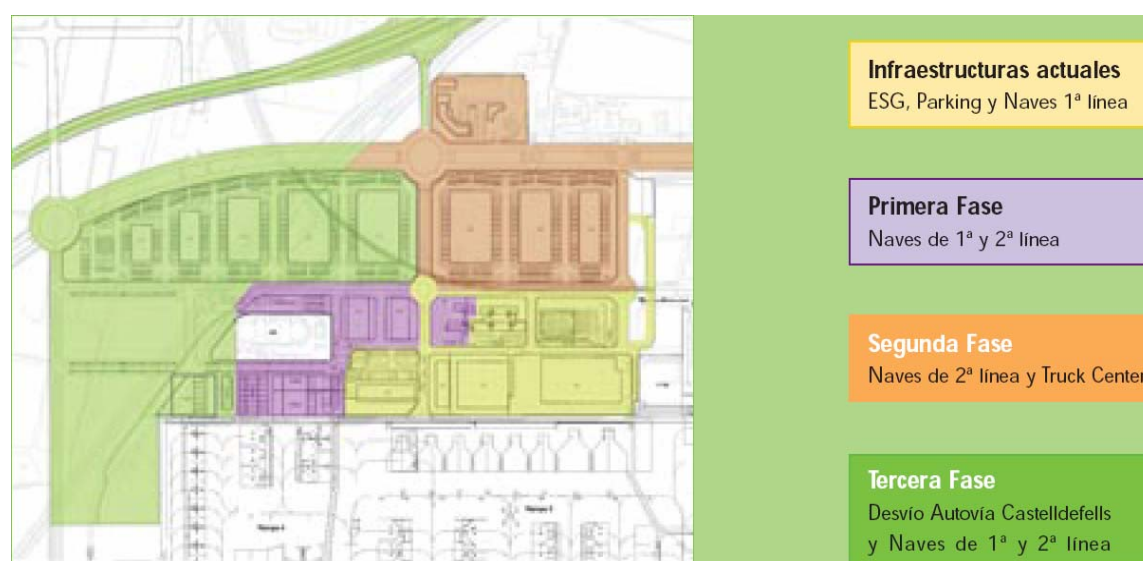 Infraestructuras actuales
ESG, Parking y Naves 1ª línea
Primera Fase
Naves de 1ª y 2ª línea
Segunda Fase
Naves de 2ª línea y Truck Center
Tercera Fase
Desvío Autovía Castelldefells
y Naves de 1ª y 2ª línea